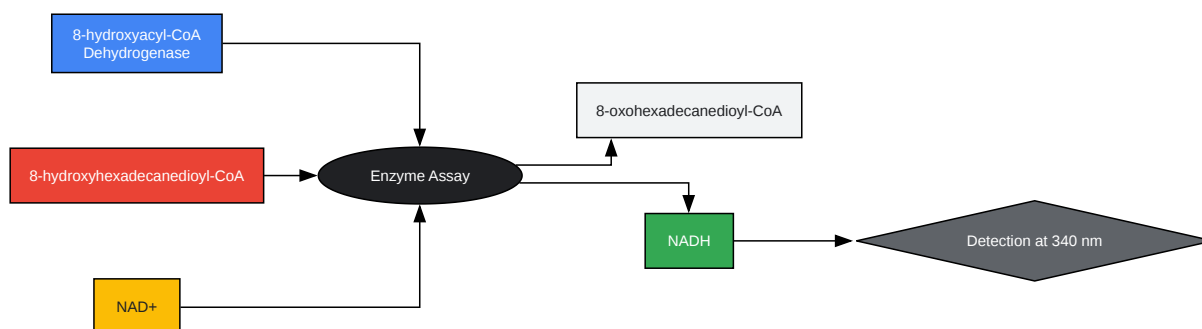 8-hydroxyacyl-CoA
Dehydrogenase
8-oxohexadecanedioyl-CoA
8-hydroxyhexadecanedioyl-CoA
Enzyme Assay
NADH
Detection at 340 nm
NAD+